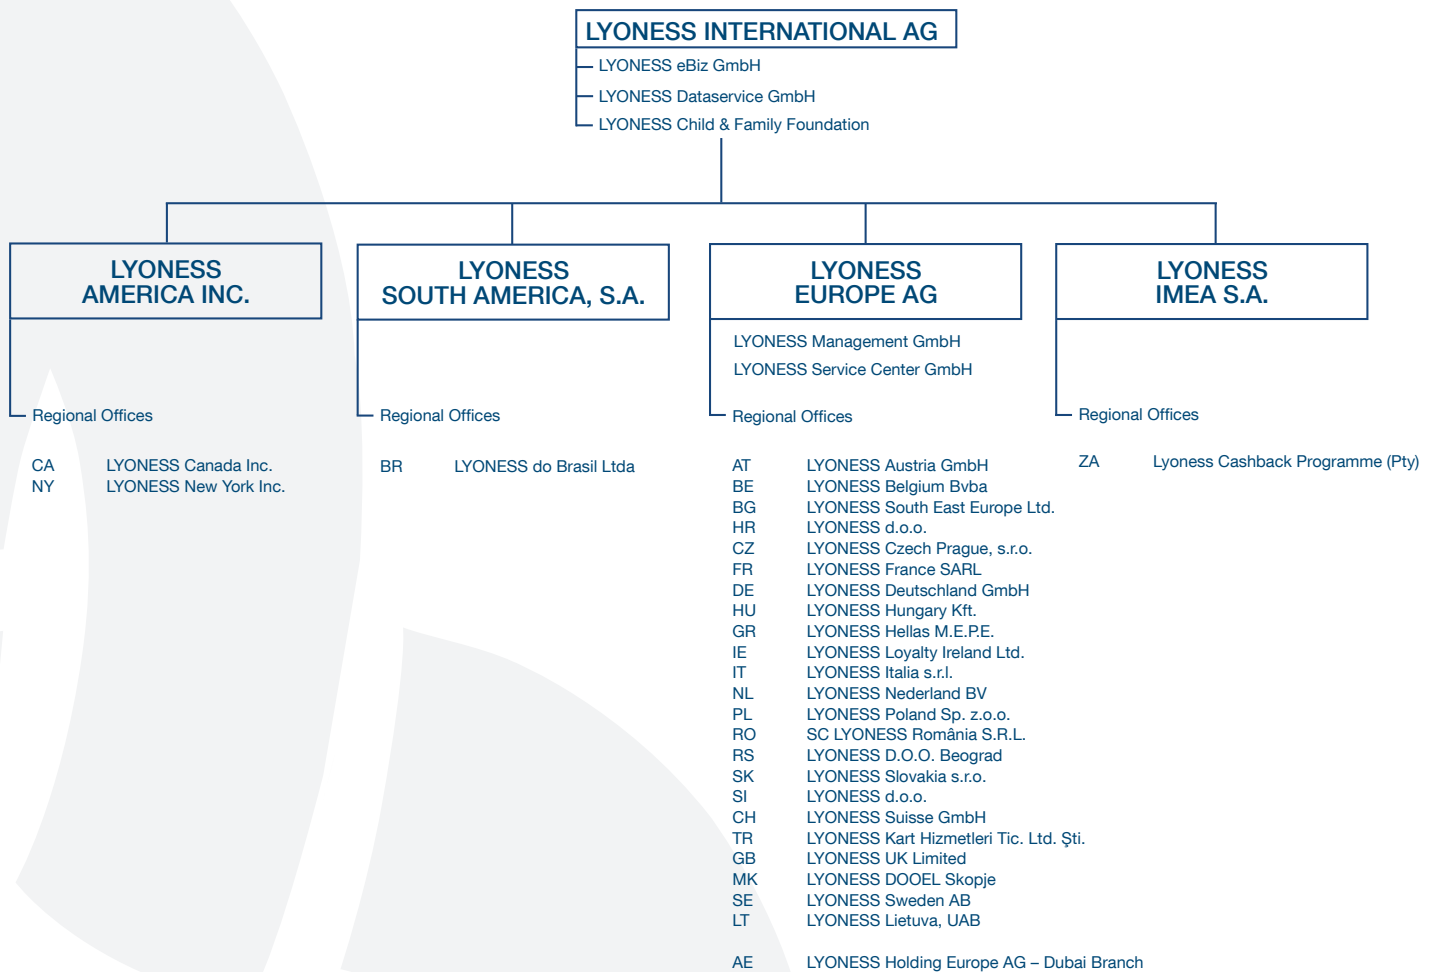 LYONESS INTERNATIONAL AG
LYONESS eBiz GmbH
LYONESS Dataservice GmbH
LYONESS Child & Family Foundation
LYONESS
AMERICA INC.
Regional Offices
CA LYONESS Canada Inc.
NY LYONESS New York Inc.
LYONESS
SOUTH AMERICA, S.A.
Regional Offices
BR LYONESS do Brasil Ltda
LYONESS
EUROPE AG
LYONESS Management GmbH
LYONESS Service Center GmbH
Regional Offices
AT LYONESS Austria GmbH
BE LYONESS Belgium Bvba
BG LYONESS South East Europe Ltd.
HR LYONESS d.o.o.
CZ LYONESS Czech Prague, s.r.o.
FR LYONESS France SARL
DE LYONESS Deutschland GmbH
HU LYONESS Hungary Kft.
GR LYONESS Hellas M.E.P.E.
IE LYONESS Loyalty Ireland Ltd.
IT LYONESS Italia s.r.l.
NL LYONESS Nederland BV
PL LYONESS Poland Sp. z.o.o.
RO SC LYONESS România S.R.L.
RS LYONESS D.O.O. Beograd
SK LYONESS Slovakia s.r.o.
SI LYONESS d.o.o.
CH LYONESS Suisse GmbH
TR LYONESS Kart Hizmetleri Tic. Ltd. Şti.
GB LYONESS UK Limited
MK LYONESS DOOEL Skopje
SE LYONESS Sweden AB
LT LYONESS Lietuva, UAB
AE LYONESS Holding Europe AG – Dubai Branch
LYONESS
IMEA S.A.
Regional Offices
ZA Lyoness Cashback Programme (Pty)